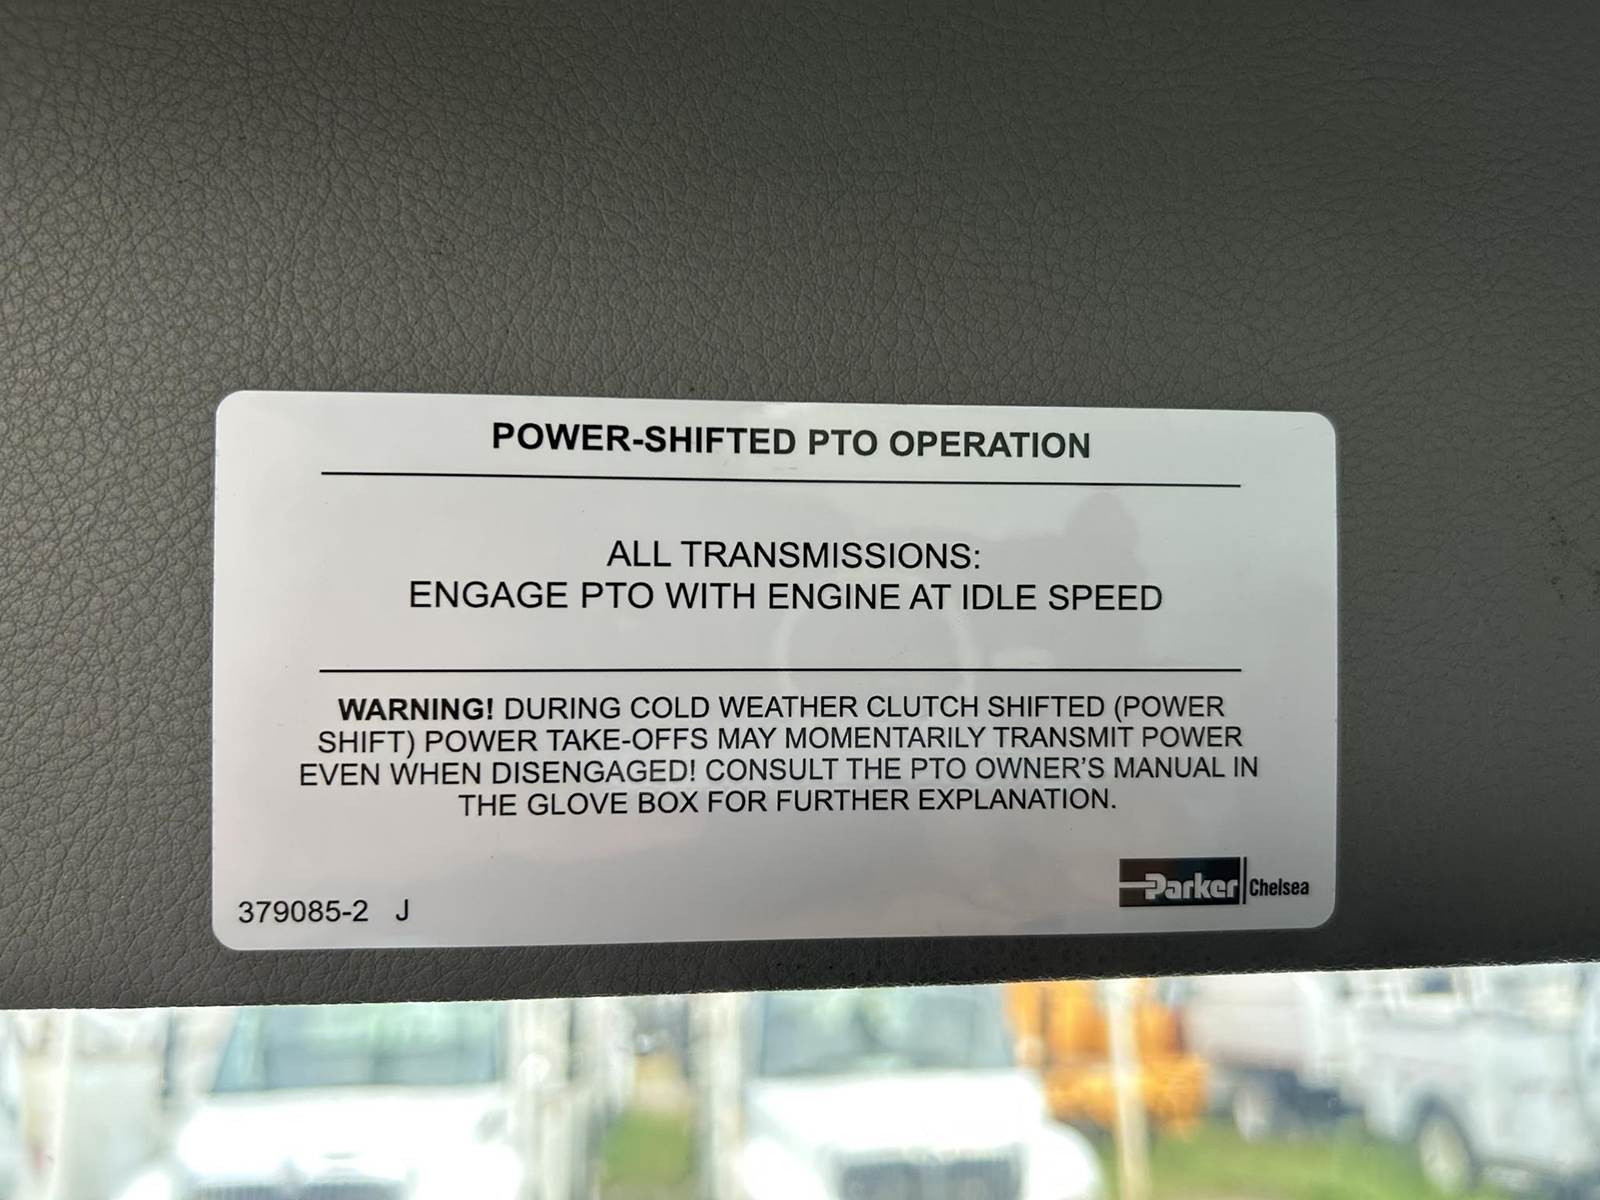 POWER-SHIFTED PTO OPERATION
ALL TRANSMISSIONS:
ENGAGE PTO WITH ENGINE AT IDLE SPEED
WARNING! DURING COLD WEATHER CLUTCH SHIFTED (POWER
SHIFT) POWER TAKE-OFFS MAY MOMENTARILY TRANSMIT POWER
EVEN WHEN DISENGAGED! CONSULT THE PTO OWNER'S MANUAL IN
THE GLOVE BOX FOR FURTHER EXPLANATION.
379085-2 J
Parker Chelsea